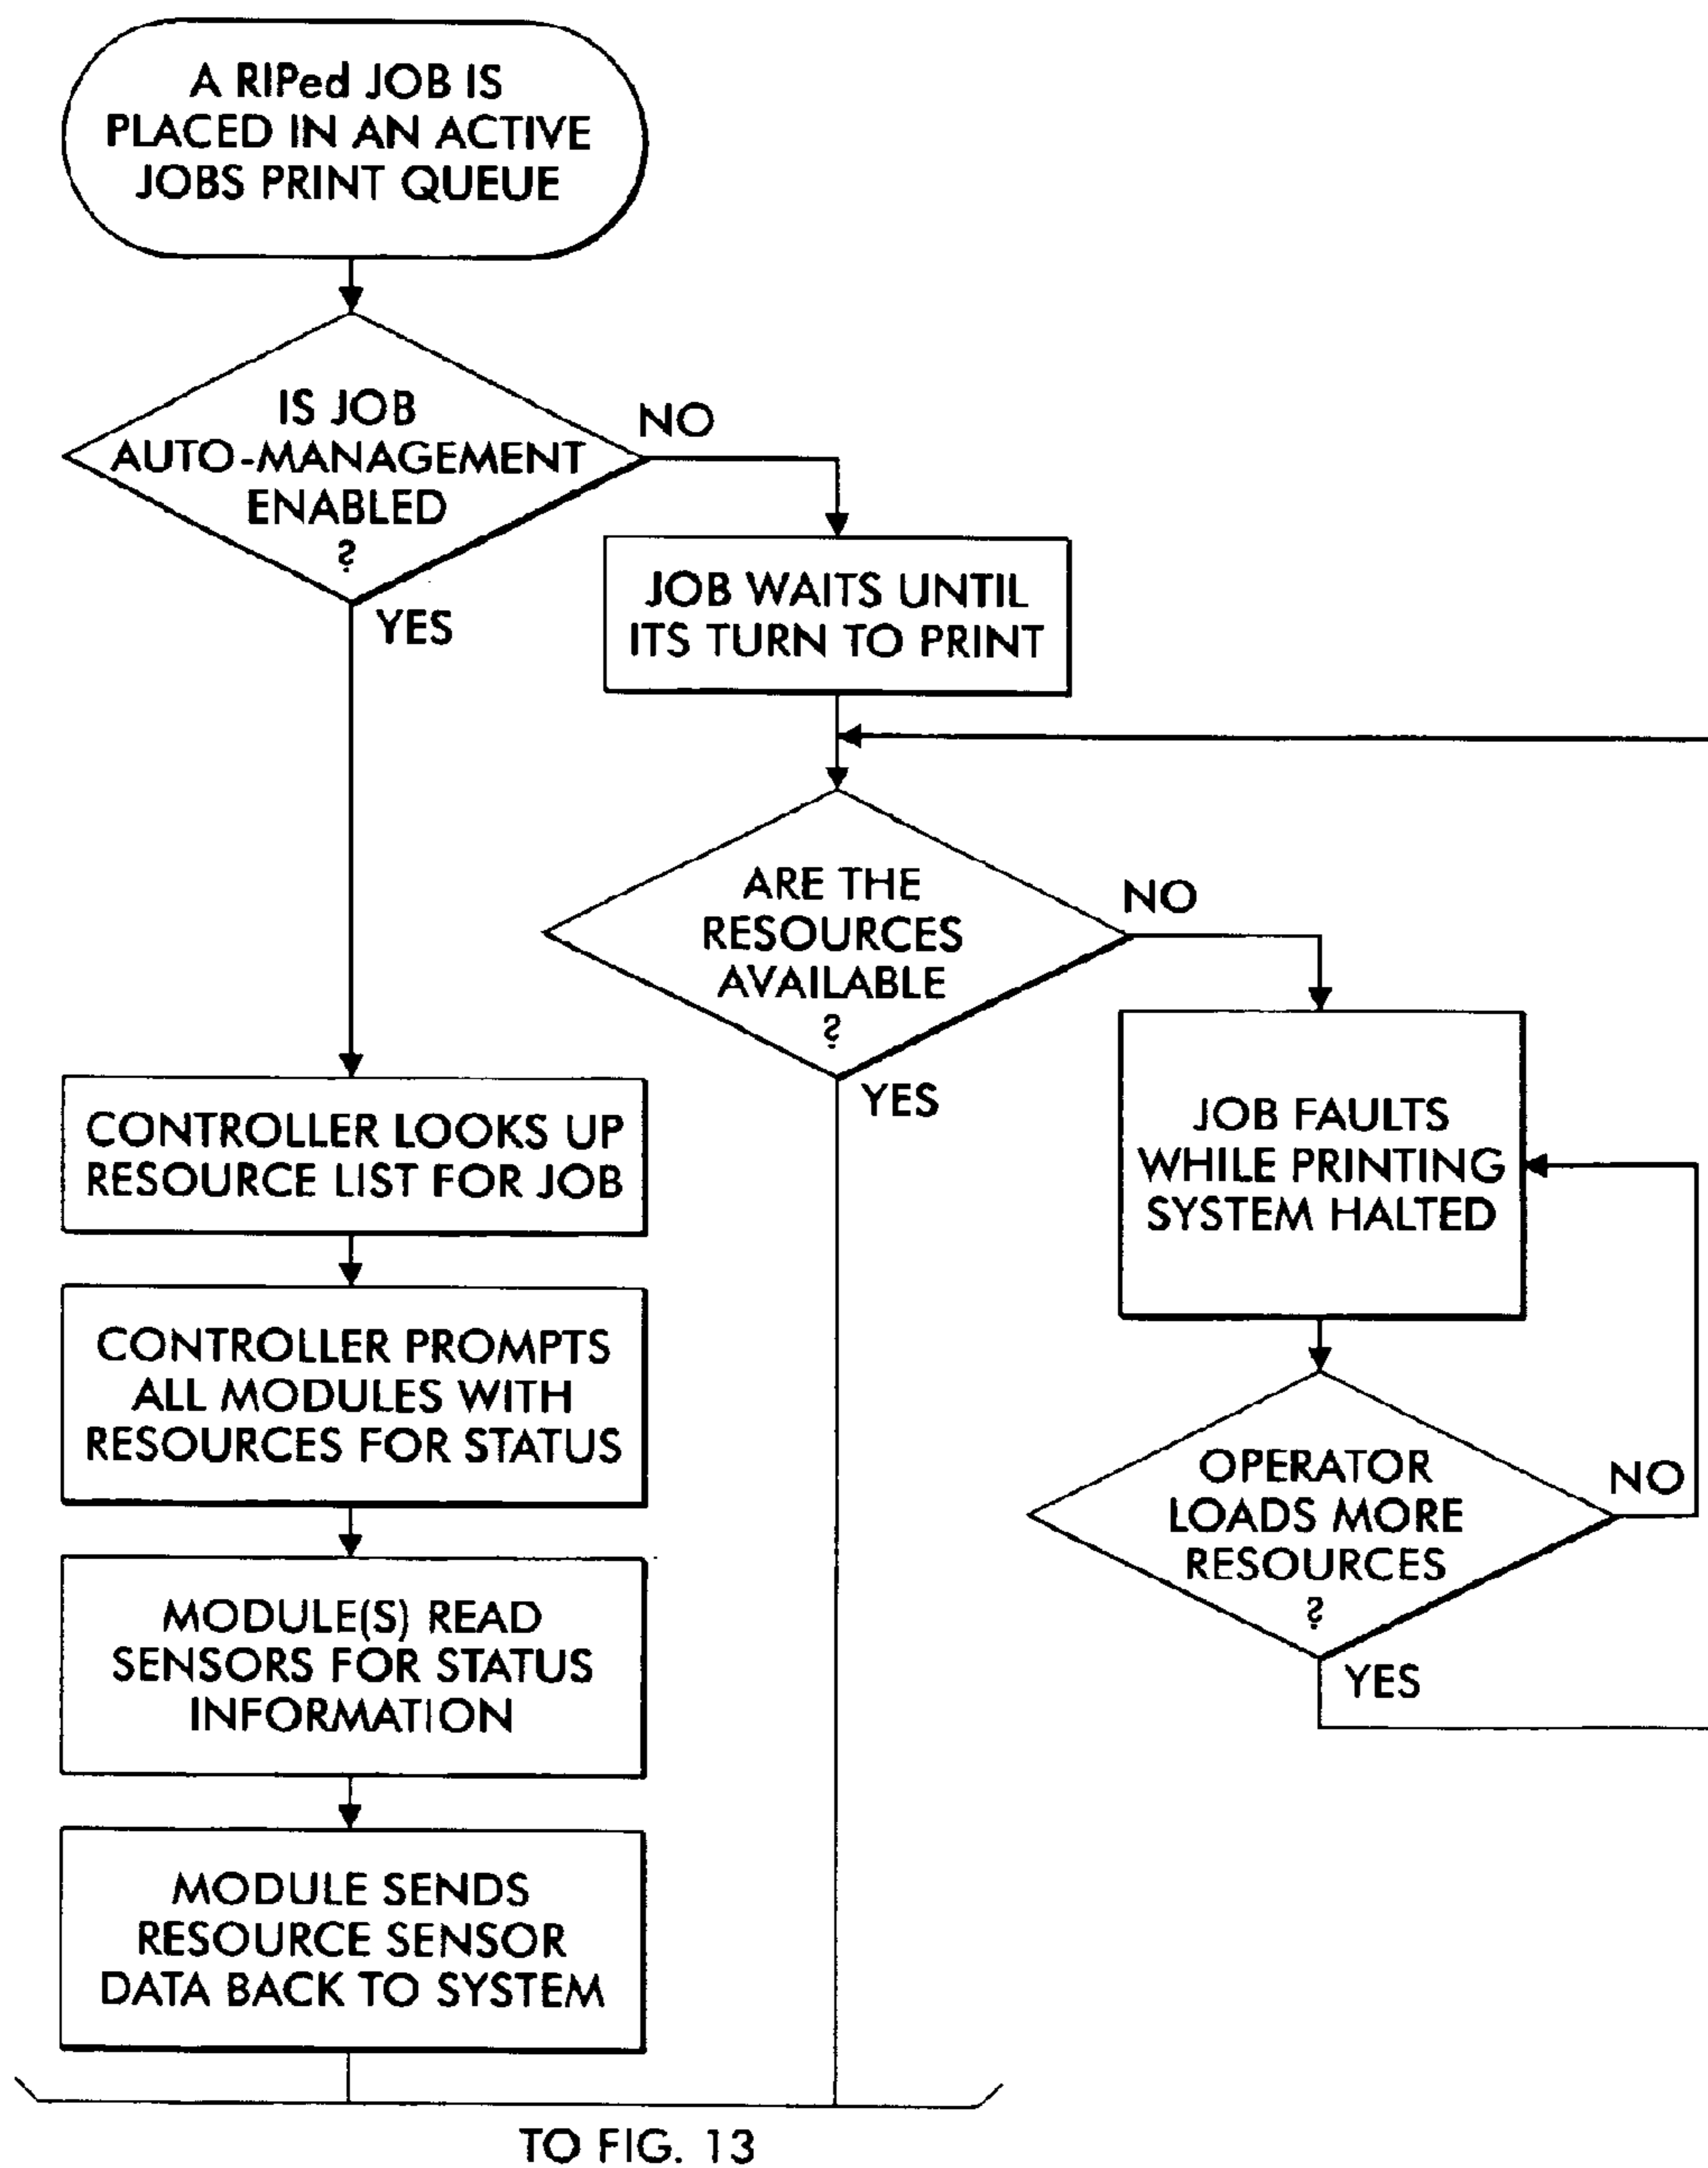 A RIPed JOB IS
PLACED IN AN ACTIVE
JOBS PRINT QUEUE
IS JOB
AUTO-MANAGEMENT
ENABLED
?
NO
YES
JOB WAITS UNTIL
ITS TURN TO PRINT
ARE THE
RESOURCES
AVAILABLE
?
NO
YES
JOB FAULTS
WHILE PRINTING
SYSTEM HALTED
OPERATOR
LOADS MORE
RESOURCES
?
NO
YES
CONTROLLER LOOKS UP
RESOURCE LIST FOR JOB
CONTROLLER PROMPTS
ALL MODULES WITH
RESOURCES FOR STATUS
MODULE(S) READ
SENSORS FOR STATUS
INFORMATION
MODULE SENDS
RESOURCE SENSOR
DATA BACK TO SYSTEM
TO FIG. 13